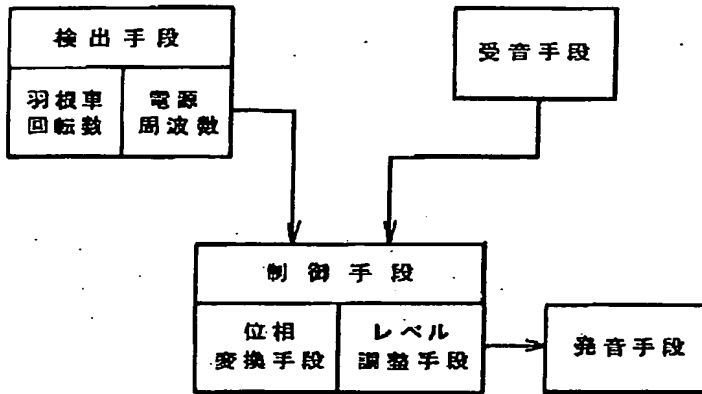 検出手段
羽根車
回転数
電源
周波数
受音手段
制御手段
位相
変換手段
レベル
調整手段
発音手段